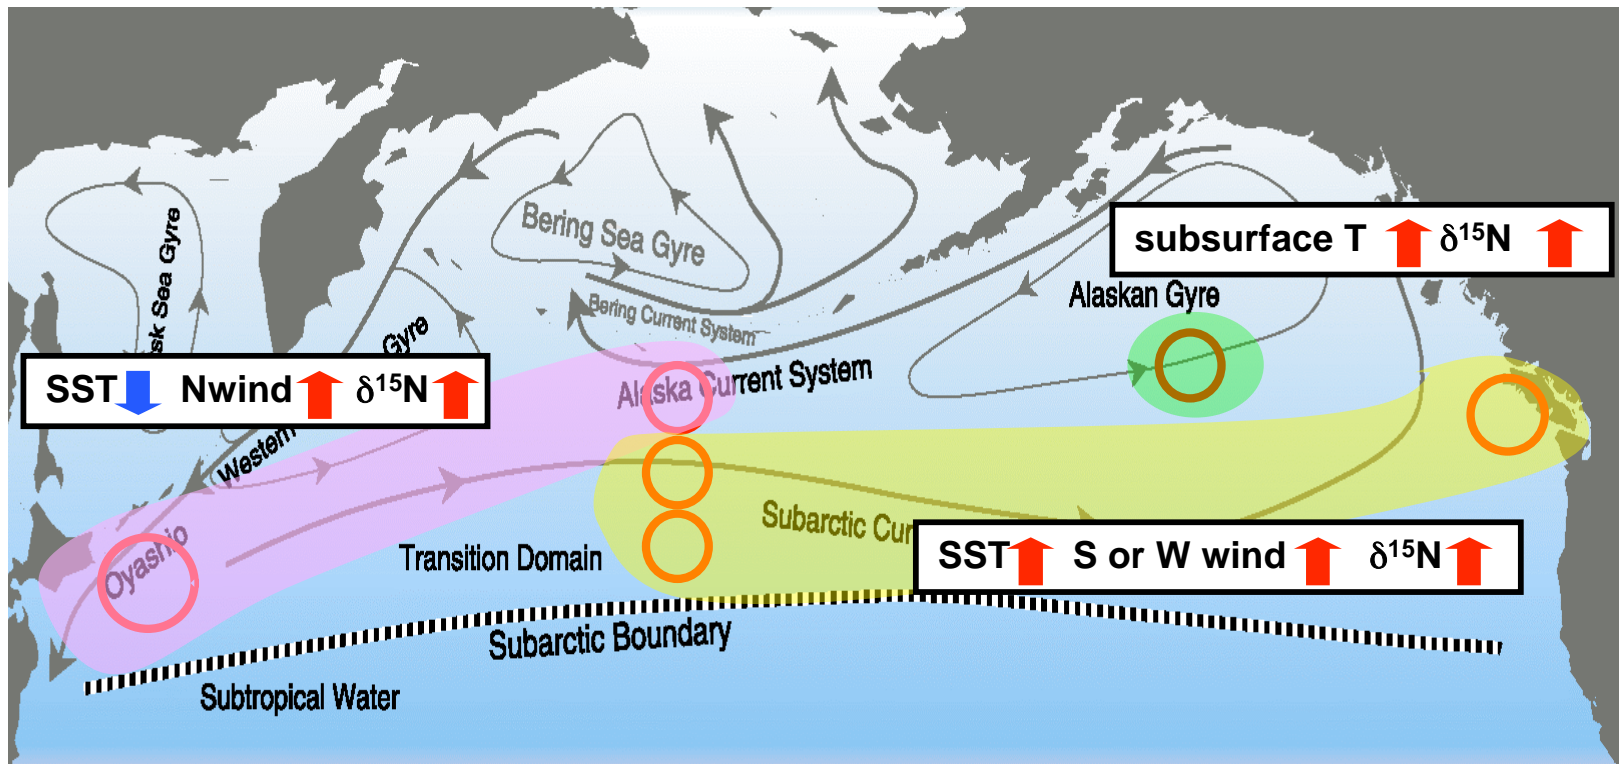 Bering Sea Gyre
sk Sea Gyre
subsurface T δ¹⁵N
Alaskan Gyre
Bering Current System
Gyre
SST Nwind δ¹⁵N
Alaska Current System
Western
Subarctic Cur
Oyashio
Transition Domain
SST S or W wind δ¹⁵N
Subarctic Boundary
Subtropical Water